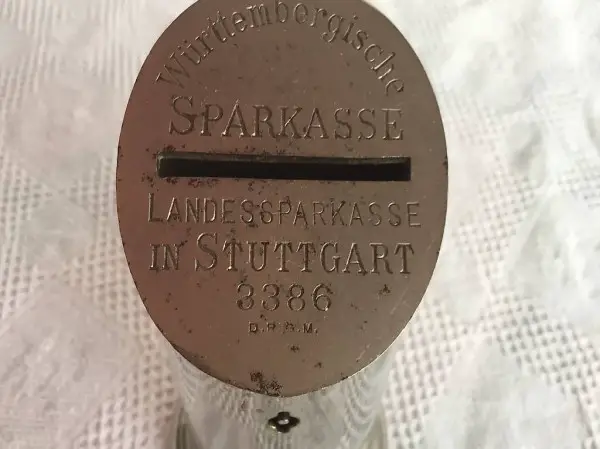 Württembergische
SPARKASSE
LANDESSPARKASSE
IN STUTTGART
3386
D.R.G.M.